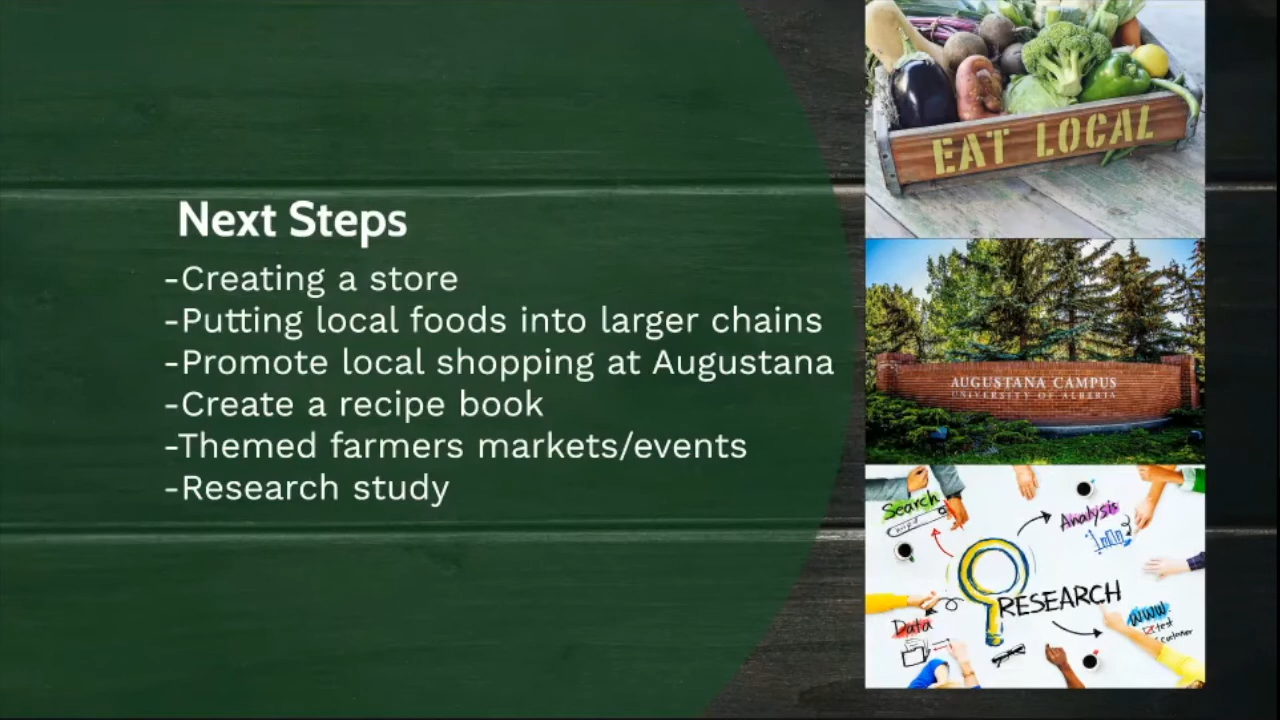 Next Steps
-Creating a store
-Putting local foods into larger chains
-Promote local shopping at Augustana
-Create a recipe book
-Themed farmers markets/events
-Research study
EAT LOCAL
AUGUSTANA CAMPUS
UNIVERSITY OF ALBERTA
Search
Analysis
RESEARCH
Data
WWW